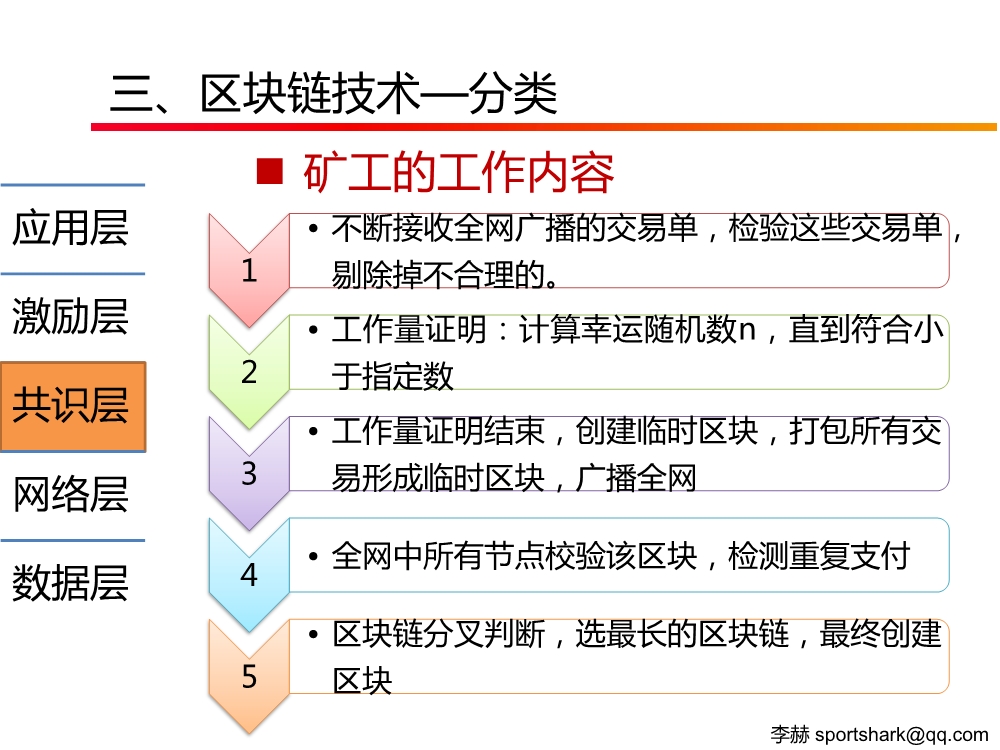 三、区块链技术—分类
■ 矿工的工作内容
应用层
激励层
共识层
网络层
数据层
1
• 不断接收全网广播的交易单，检验这些交易单，
剔除掉不合理的。
2
• 工作量证明：计算幸运随机数n，直到符合小
于指定数
3
• 工作量证明结束，创建临时区块，打包所有交
易形成临时区块，广播全网
4
• 全网中所有节点校验该区块，检测重复支付
5
• 区块链分叉判断，选最长的区块链，最终创建
区块
李赫 sportshark@qq.com